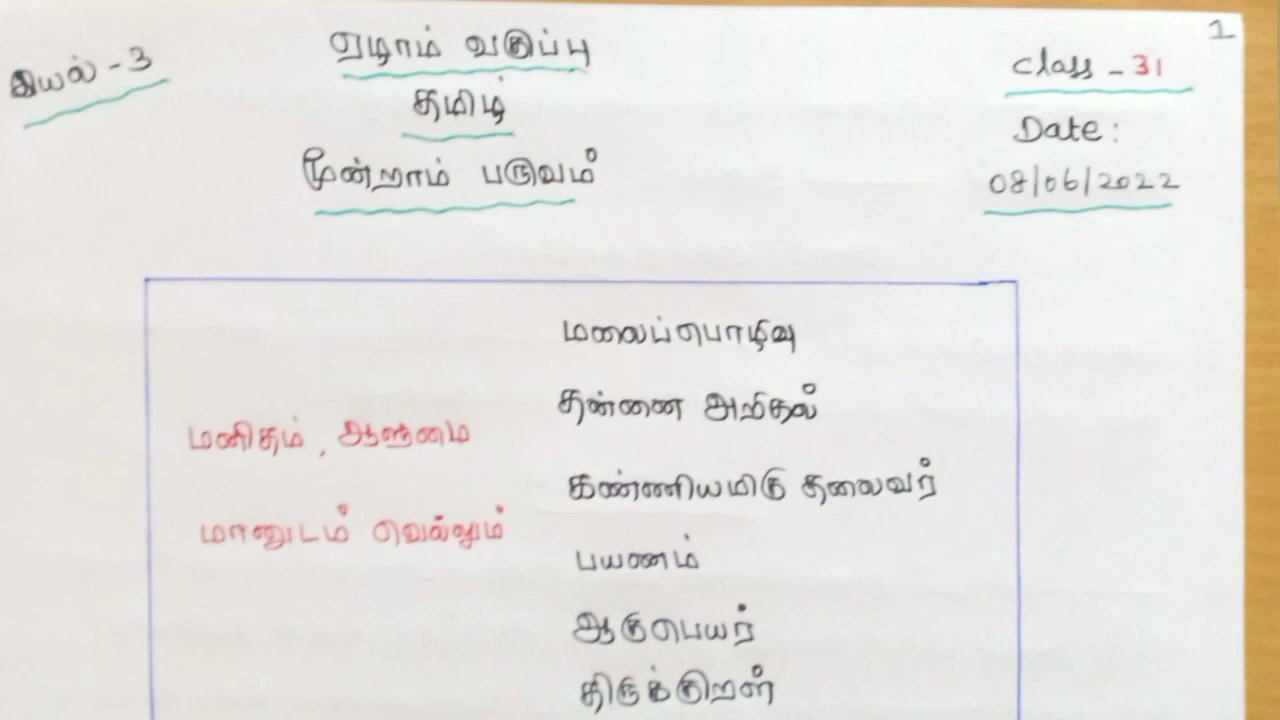 1
இயல் - 3
ஏழாம் வகுப்பு
தமிழ்
மூன்றாம் பருவம்
class - 31
Date:
08/06/2022
மனிதம், ஆளுமை
மானுடம் வெல்லும்
மலைப்பொழிவு
தன்னை அறிதல்
கண்ணியமிகு தலைவர்
பயணம்
ஆகுபெயர்
திருக்குறள்